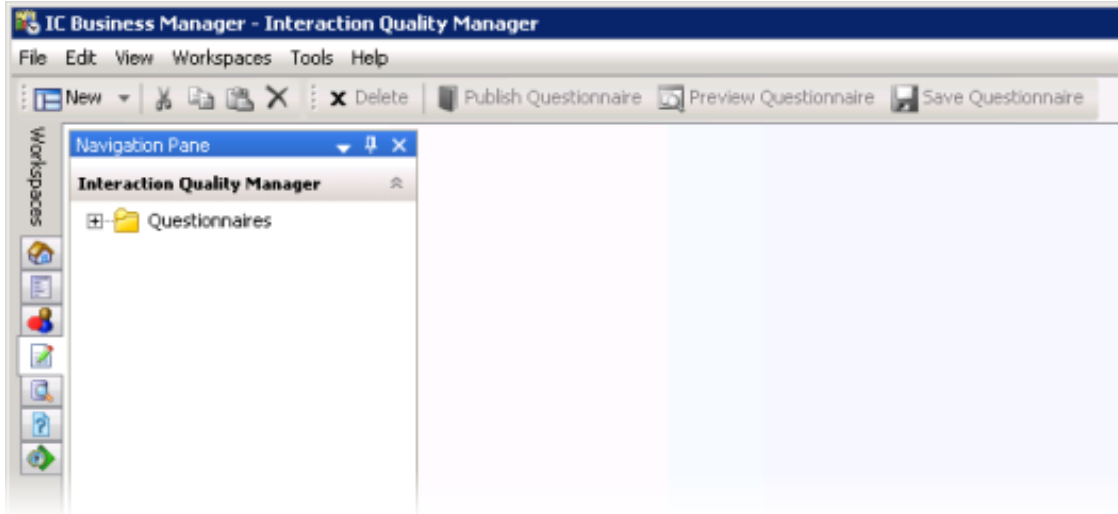 IC Business Manager - Interaction Quality Manager
File Edit View Workspaces Tools Help
New Delete Publish Questionnaire Preview Questionnaire Save Questionnaire
Workspaces
Navigation Pane
Interaction Quality Manager
Questionnaires